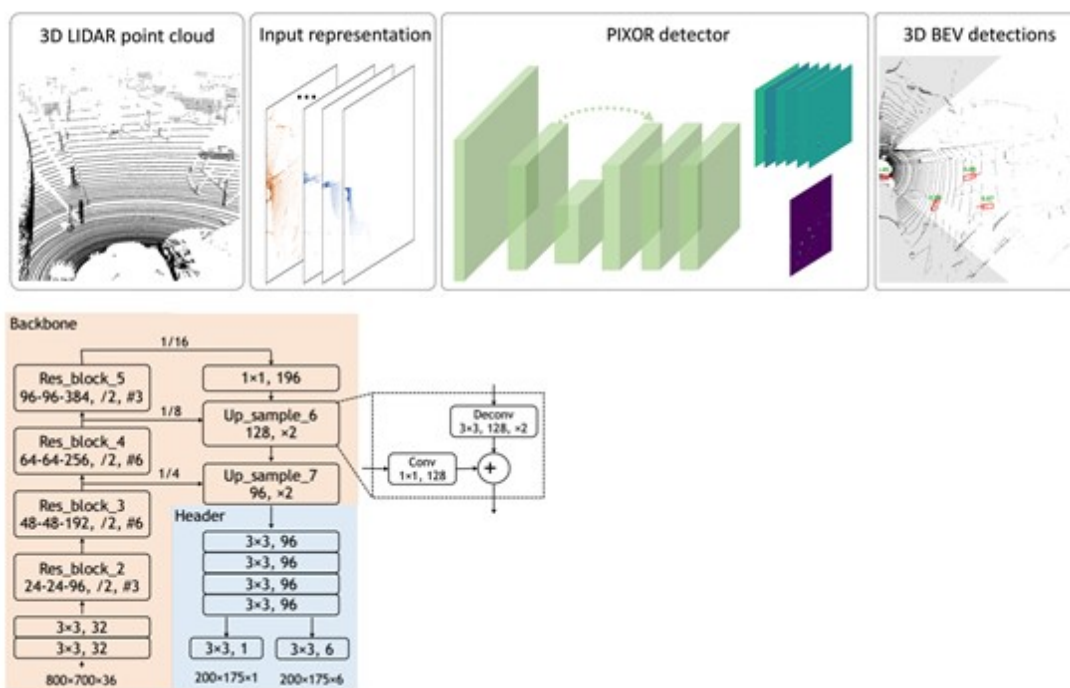 3D LIDAR point cloud
Input representation
PIXOR detector
3D BEV detections
...
Backbone
1/16
Res_block_5
96-96-384, /2, #3
1×1, 196
1/8
Up_sample_6
128, ×2
Res_block_4
64-64-256, /2, #6
1/4
Up_sample_7
96, ×2
Res_block_3
48-48-192, /2, #6
Res_block_2
24-24-96, /2, #3
3×3, 32
3×3, 32
800×700×36
Header
3×3, 96
3×3, 96
3×3, 96
3×3, 96
3×3, 1
3×3, 6
200×175×1
200×175×6
Deconv
3×3, 128, ×2
Conv
1×1, 128
+